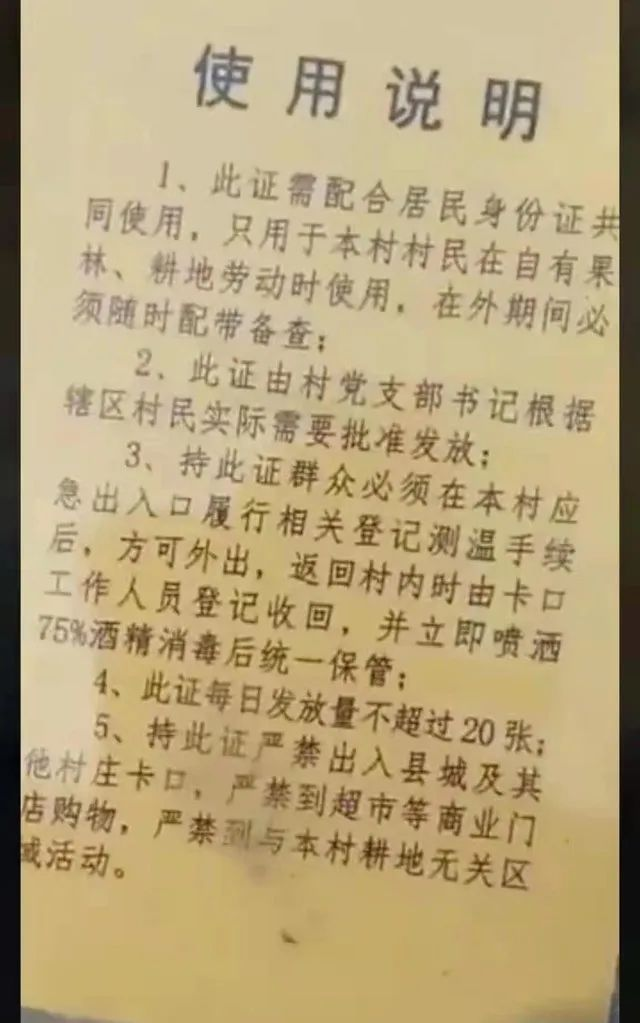 使用说明
1、此证需配合居民身份证共
同使用，只用于本村村民在自有果
林、耕地劳动时使用，在外期间必
须随时配带备查；
2、此证由村党支部书记根据
辖区村民实际需要批准发放；
3、持此证群众必须在本村应
急出入口履行相关登记测温手续
后，方可外出，返回村内时由卡口
工作人员登记收回，并立即喷洒
75%酒精消毒后统一保管；
4、此证每日发放量不超过20张；
5、持此证严禁出入县城及其
他村庄卡口，严禁到超市等商业门
店购物，严禁到与本村耕地无关区
域活动。